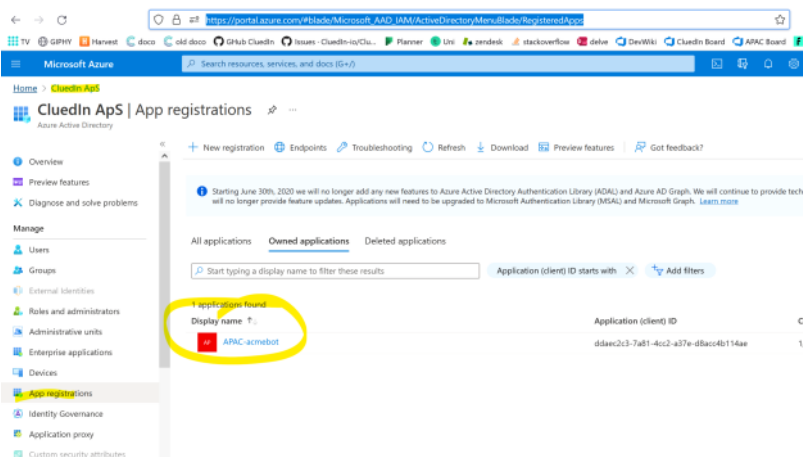 https://portal.azure.com/#blade/Microsoft_AAD_IAM/ActiveDirectoryMenuBlade/RegisteredApps
TV GIPHY Harvest doco old doco GHub CluedIn Issues · CluedIn-io/Clu... Planner Uni zendesk stackoverflow delve DevWiki CluedIn Board APAC Board
Microsoft Azure
Search resources, services, and docs (G+/)
Home > CluedIn ApS
CluedIn ApS | App registrations
Azure Active Directory
New registration Endpoints Troubleshooting Refresh Download Preview features Got feedback?
Overview
Preview features
Diagnose and solve problems
Starting June 30th, 2020 we will no longer add any new features to Azure Active Directory Authentication Library (ADAL) and Azure AD Graph. We will continue to provide tech
will no longer provide feature updates. Applications will need to be upgraded to Microsoft Authentication Library (MSAL) and Microsoft Graph. Learn more
Manage
Users
Groups
External Identities
Roles and administrators
Administrative units
Enterprise applications
Devices
App registrations
Identity Governance
Application proxy
Custom security attributes
All applications Owned applications Deleted applications
Start typing a display name to filter these results
Application (client) ID starts with
Add filters
1 applications found
Display name Application (client) ID C
AP APAC-acmebot ddaec2c3-7a81-4cc2-a37e-d8acc4b114ae 1,